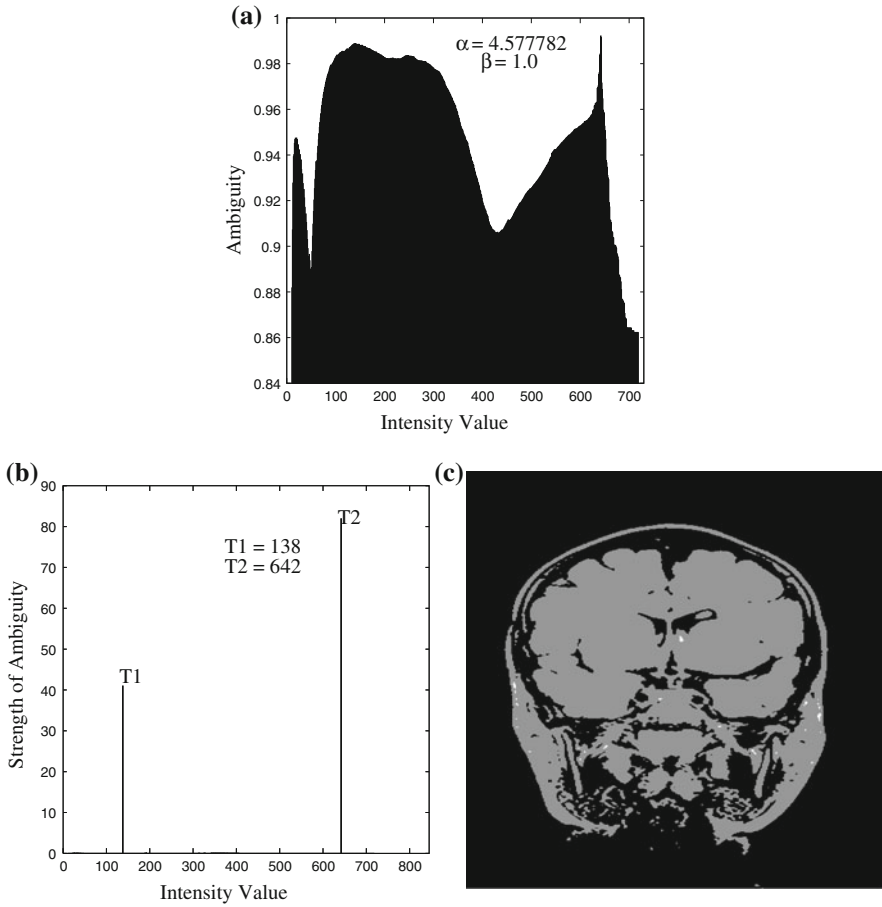 (a)
1
0.98
0.96
0.94
0.92
0.9
0.88
0.86
0.84
Ambiguity
α = 4.577782
β = 1.0
0 100 200 300 400 500 600 700
Intensity Value
(b)
90
80
70
60
50
40
30
20
10
0
Strength of Ambiguity
T1
T2
T1 = 138
T2 = 642
0 100 200 300 400 500 600 700 800
Intensity Value
(c)